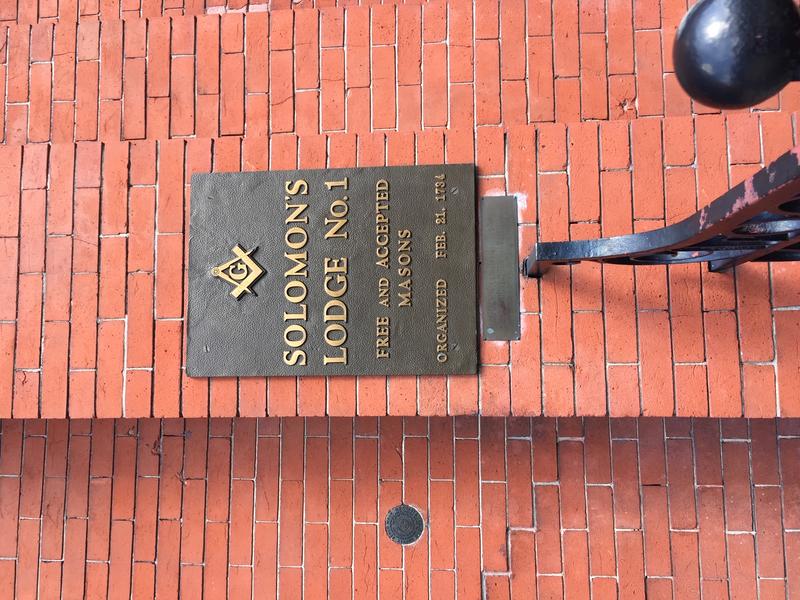 G
SOLOMON'S
LODGE No. 1
FREE AND ACCEPTED
MASONS
ORGANIZED FEB. 21, 1734